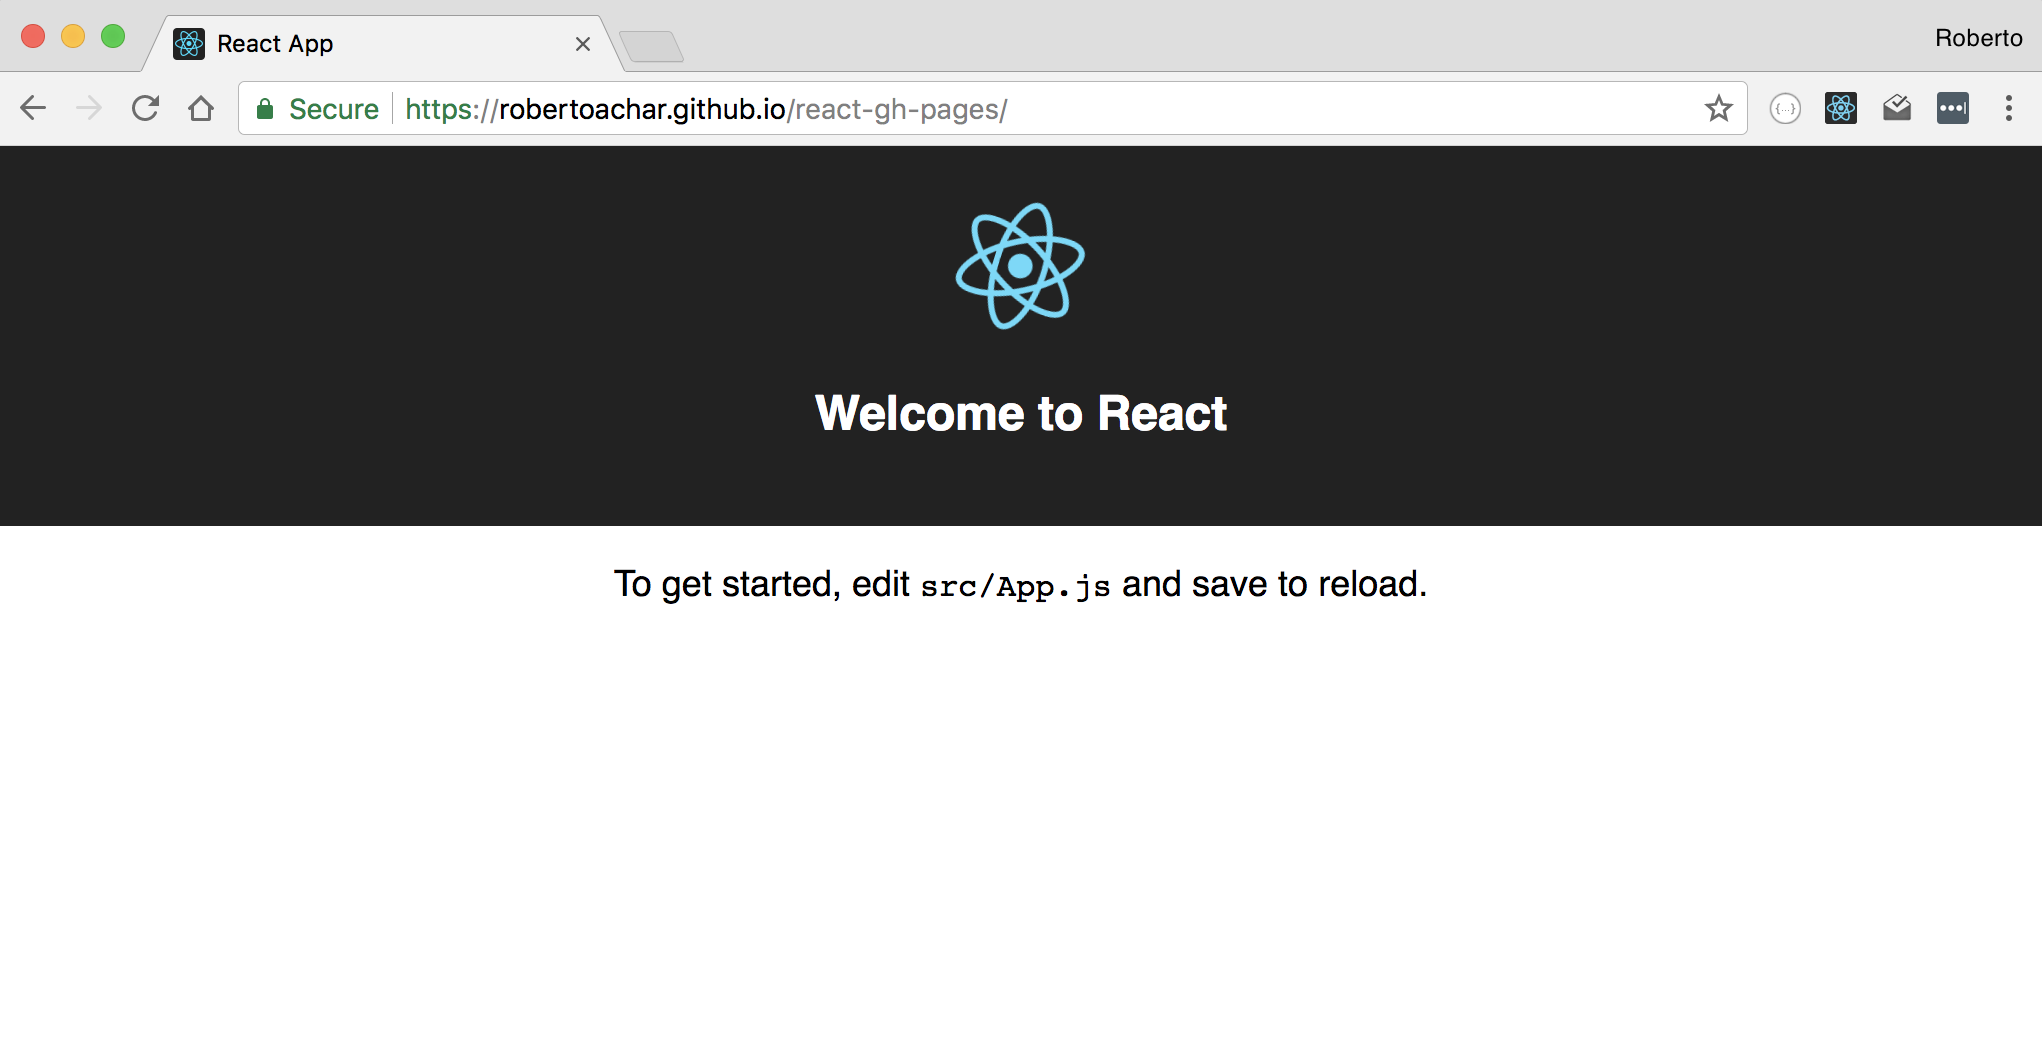 React App
Roberto
Secure https://robertoachar.github.io/react-gh-pages/
Welcome to React
To get started, edit src/App.js and save to reload.